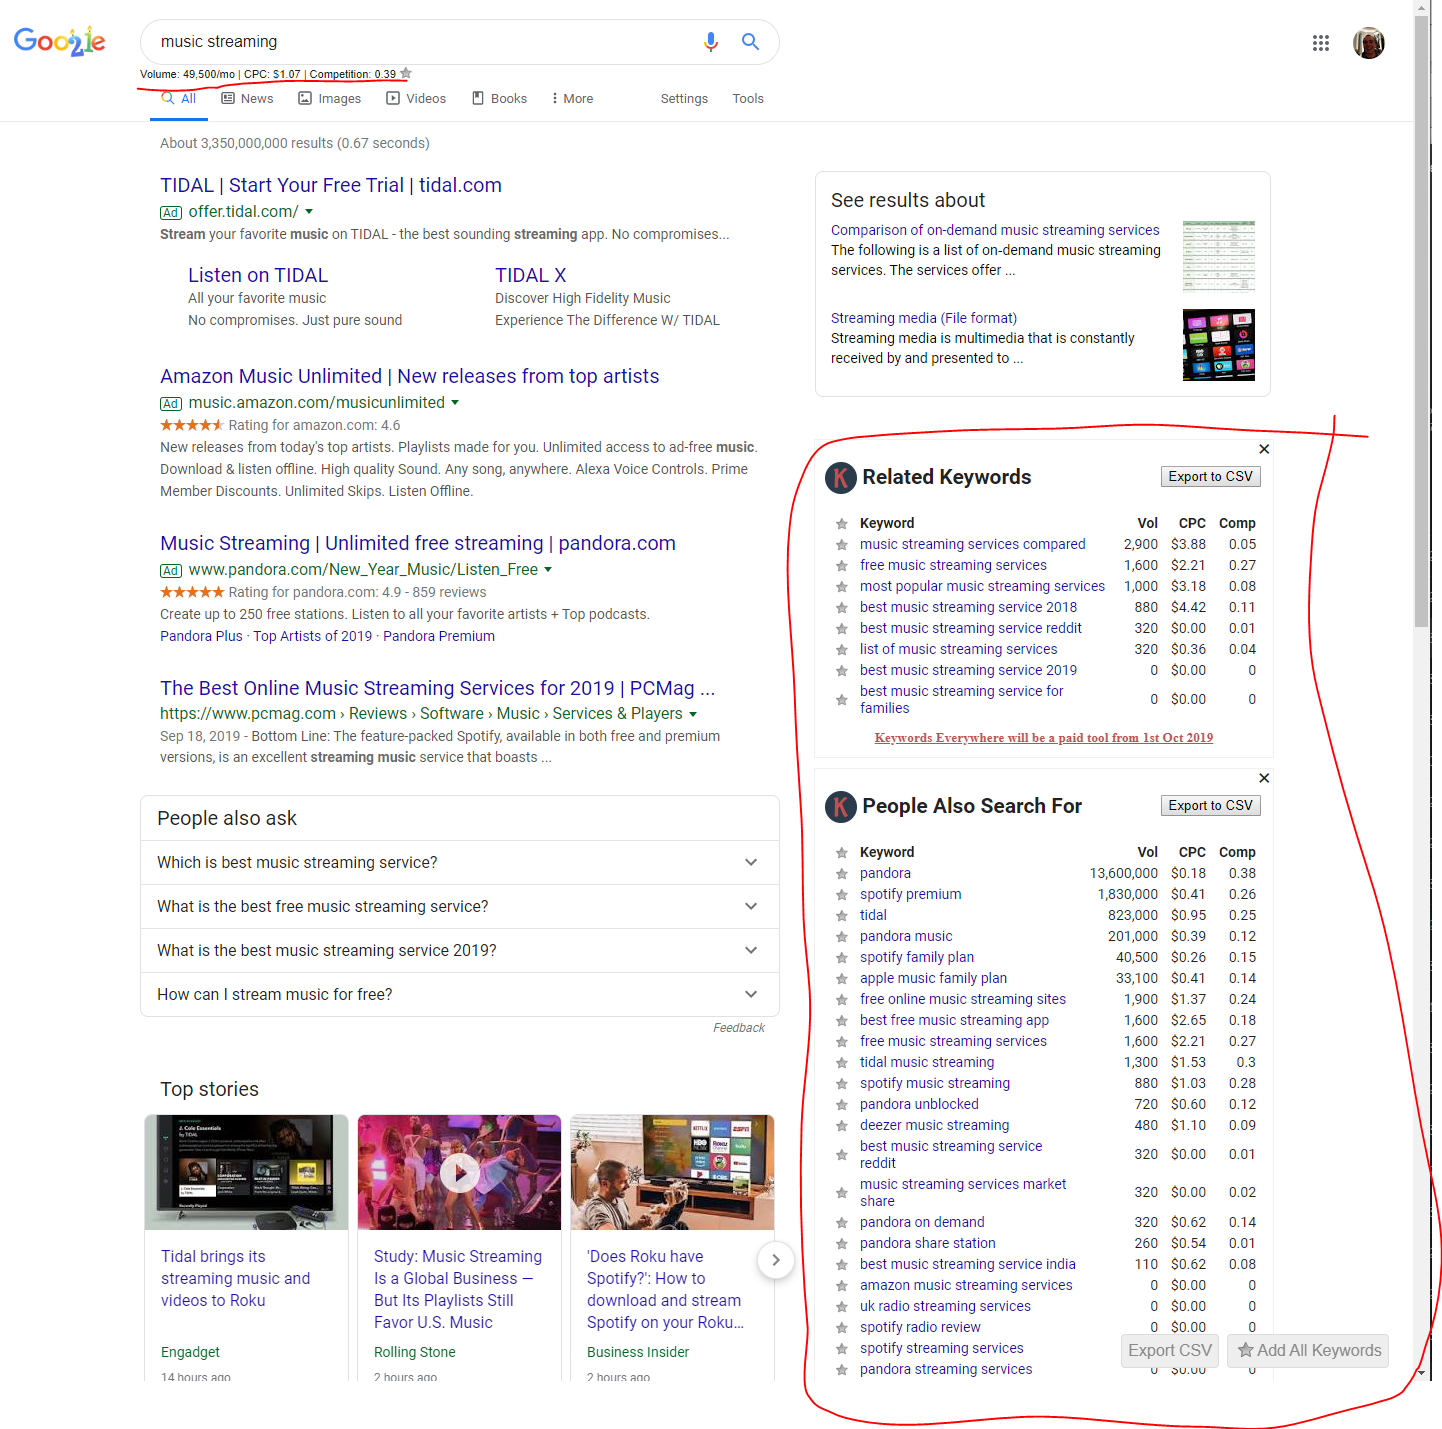 Google
music streaming
Volume: 49,500/mo | CPC: $1.07 | Competition: 0.39
All News Images Videos Books More Settings Tools
About 3,350,000,000 results (0.67 seconds)
TIDAL | Start Your Free Trial | tidal.com
Ad offer.tidal.com/
Stream your favorite music on TIDAL - the best sounding streaming app. No compromises...
Listen on TIDAL
All your favorite music
No compromises. Just pure sound
TIDAL X
Discover High Fidelity Music
Experience The Difference W/ TIDAL
Amazon Music Unlimited | New releases from top artists
Ad music.amazon.com/musicunlimited
Rating for amazon.com: 4.6
New releases from today's top artists. Playlists made for you. Unlimited access to ad-free music.
Download & listen offline. High quality Sound. Any song, anywhere. Alexa Voice Controls. Prime
Member Discounts. Unlimited Skips. Listen Offline.
Music Streaming | Unlimited free streaming | pandora.com
Ad www.pandora.com/New_Year_Music/Listen_Free
Rating for pandora.com: 4.9 - 859 reviews
Create up to 250 free stations. Listen to all your favorite artists + Top podcasts.
Pandora Plus · Top Artists of 2019 · Pandora Premium
The Best Online Music Streaming Services for 2019 | PCMag ...
https://www.pcmag.com › Reviews › Software › Music › Services & Players
Sep 18, 2019 - Bottom Line: The feature-packed Spotify, available in both free and premium
versions, is an excellent streaming music service that boasts ...
People also ask
Which is best music streaming service?
What is the best free music streaming service?
What is the best music streaming service 2019?
How can I stream music for free?
Feedback
Top stories
J. Cole Essentials
by TIDAL
Tidal brings its
streaming music and
videos to Roku
Engadget
14 hours ago
Study: Music Streaming
Is a Global Business —
But Its Playlists Still
Favor U.S. Music
Rolling Stone
2 hours ago
'Does Roku have
Spotify?': How to
download and stream
Spotify on your Roku...
Business Insider
2 hours ago
See results about
Comparison of on-demand music streaming services
The following is a list of on-demand music streaming
services. The services offer ...
Streaming media (File format)
Streaming media is multimedia that is constantly
received by and presented to ...
K Related Keywords Export to CSV
Keyword Vol CPC Comp
music streaming services compared 2,900 $3.88 0.05
free music streaming services 1,600 $2.21 0.27
most popular music streaming services 1,000 $3.18 0.08
best music streaming service 2018 880 $4.42 0.11
best music streaming service reddit 320 $0.00 0.01
list of music streaming services 320 $0.36 0.04
best music streaming service 2019 0 $0.00 0
best music streaming service for
families 0 $0.00 0
Keywords Everywhere will be a paid tool from 1st Oct 2019
K People Also Search For Export to CSV
Keyword Vol CPC Comp
pandora 13,600,000 $0.18 0.38
spotify premium 1,830,000 $0.41 0.26
tidal 823,000 $0.95 0.25
pandora music 201,000 $0.39 0.12
spotify family plan 40,500 $0.26 0.15
apple music family plan 33,100 $0.41 0.14
free online music streaming sites 1,900 $1.37 0.24
best free music streaming app 1,600 $2.65 0.18
free music streaming services 1,600 $2.21 0.27
tidal music streaming 1,300 $1.53 0.3
spotify music streaming 880 $1.03 0.28
pandora unblocked 720 $0.60 0.12
deezer music streaming 480 $1.10 0.09
best music streaming service
reddit 320 $0.00 0.01
music streaming services market
share 320 $0.00 0.02
pandora on demand 320 $0.62 0.14
pandora share station 260 $0.54 0.01
best music streaming service india 110 $0.62 0.08
amazon music streaming services 0 $0.00 0
uk radio streaming services 0 $0.00 0
spotify radio review 0 $0.00 0
spotify streaming services
pandora streaming services 0 $0.00 0
Export CSV Add All Keywords